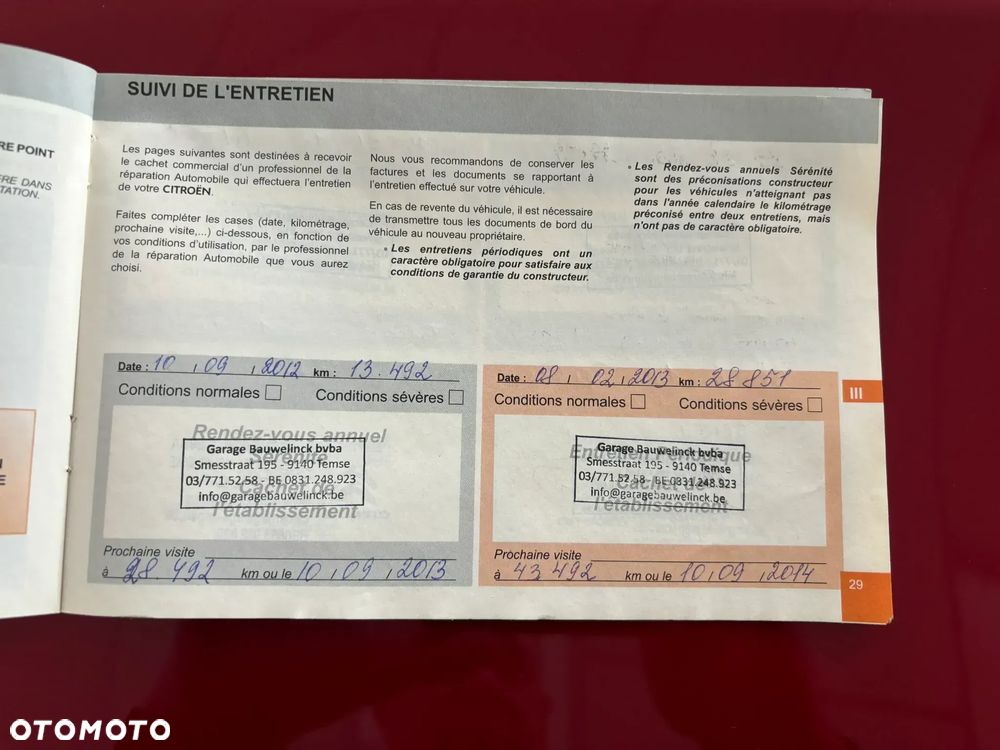 RE POINT
ÈRE DANS
TATION.
SUIVI DE L'ENTRETIEN
Les pages suivantes sont destinées à recevoir
le cachet commercial d'un professionnel de la
réparation Automobile qui effectuera l'entretien
de votre CITROËN.
Faites compléter les cases (date, kilométrage,
prochaine visite,...) ci-dessous, en fonction de
vos conditions d'utilisation, par le professionnel
de la réparation Automobile que vous aurez
choisi.
Nous vous recommandons de conserver les
factures et les documents se rapportant à
l'entretien effectué sur votre véhicule.
En cas de revente du véhicule, il est nécessaire
de transmettre tous les documents de bord du
véhicule au nouveau propriétaire.
• Les entretiens périodiques ont un
caractère obligatoire pour satisfaire aux
conditions de garantie du constructeur.
• Les Rendez-vous annuels Sérénité
sont des préconisations constructeur
pour les véhicules n'atteignant pas
dans l'année calendaire le kilométrage
préconisé entre deux entretiens, mais
n'ont pas de caractère obligatoire.
Date : 10 , 09 , 2012 km : 13.492
Conditions normales
Conditions sévères
Rendez-vous annuel
Sérénité
Cachet de
l'établissement
Garage Bauwelinck bvba
Smesstraat 195 - 9140 Temse
03/771.52.58 - BE 0831.248.923
info@garagebauwelinck.be
Prochaine visite
à 28.492 km ou le 10 , 09 , 2013
Date : 08 , 02 , 2013 km : 28 851
Conditions normales
Conditions sévères
Entretien Périodique
Cachet de
l'établissement
Garage Bauwelinck bvba
Smesstraat 195 - 9140 Temse
03/771.52.58 - BE 0831.248.923
info@garagebauwelinck.be
Prochaine visite
à 43.492 km ou le 10 , 09 , 2014
III
29
OTOMOTO